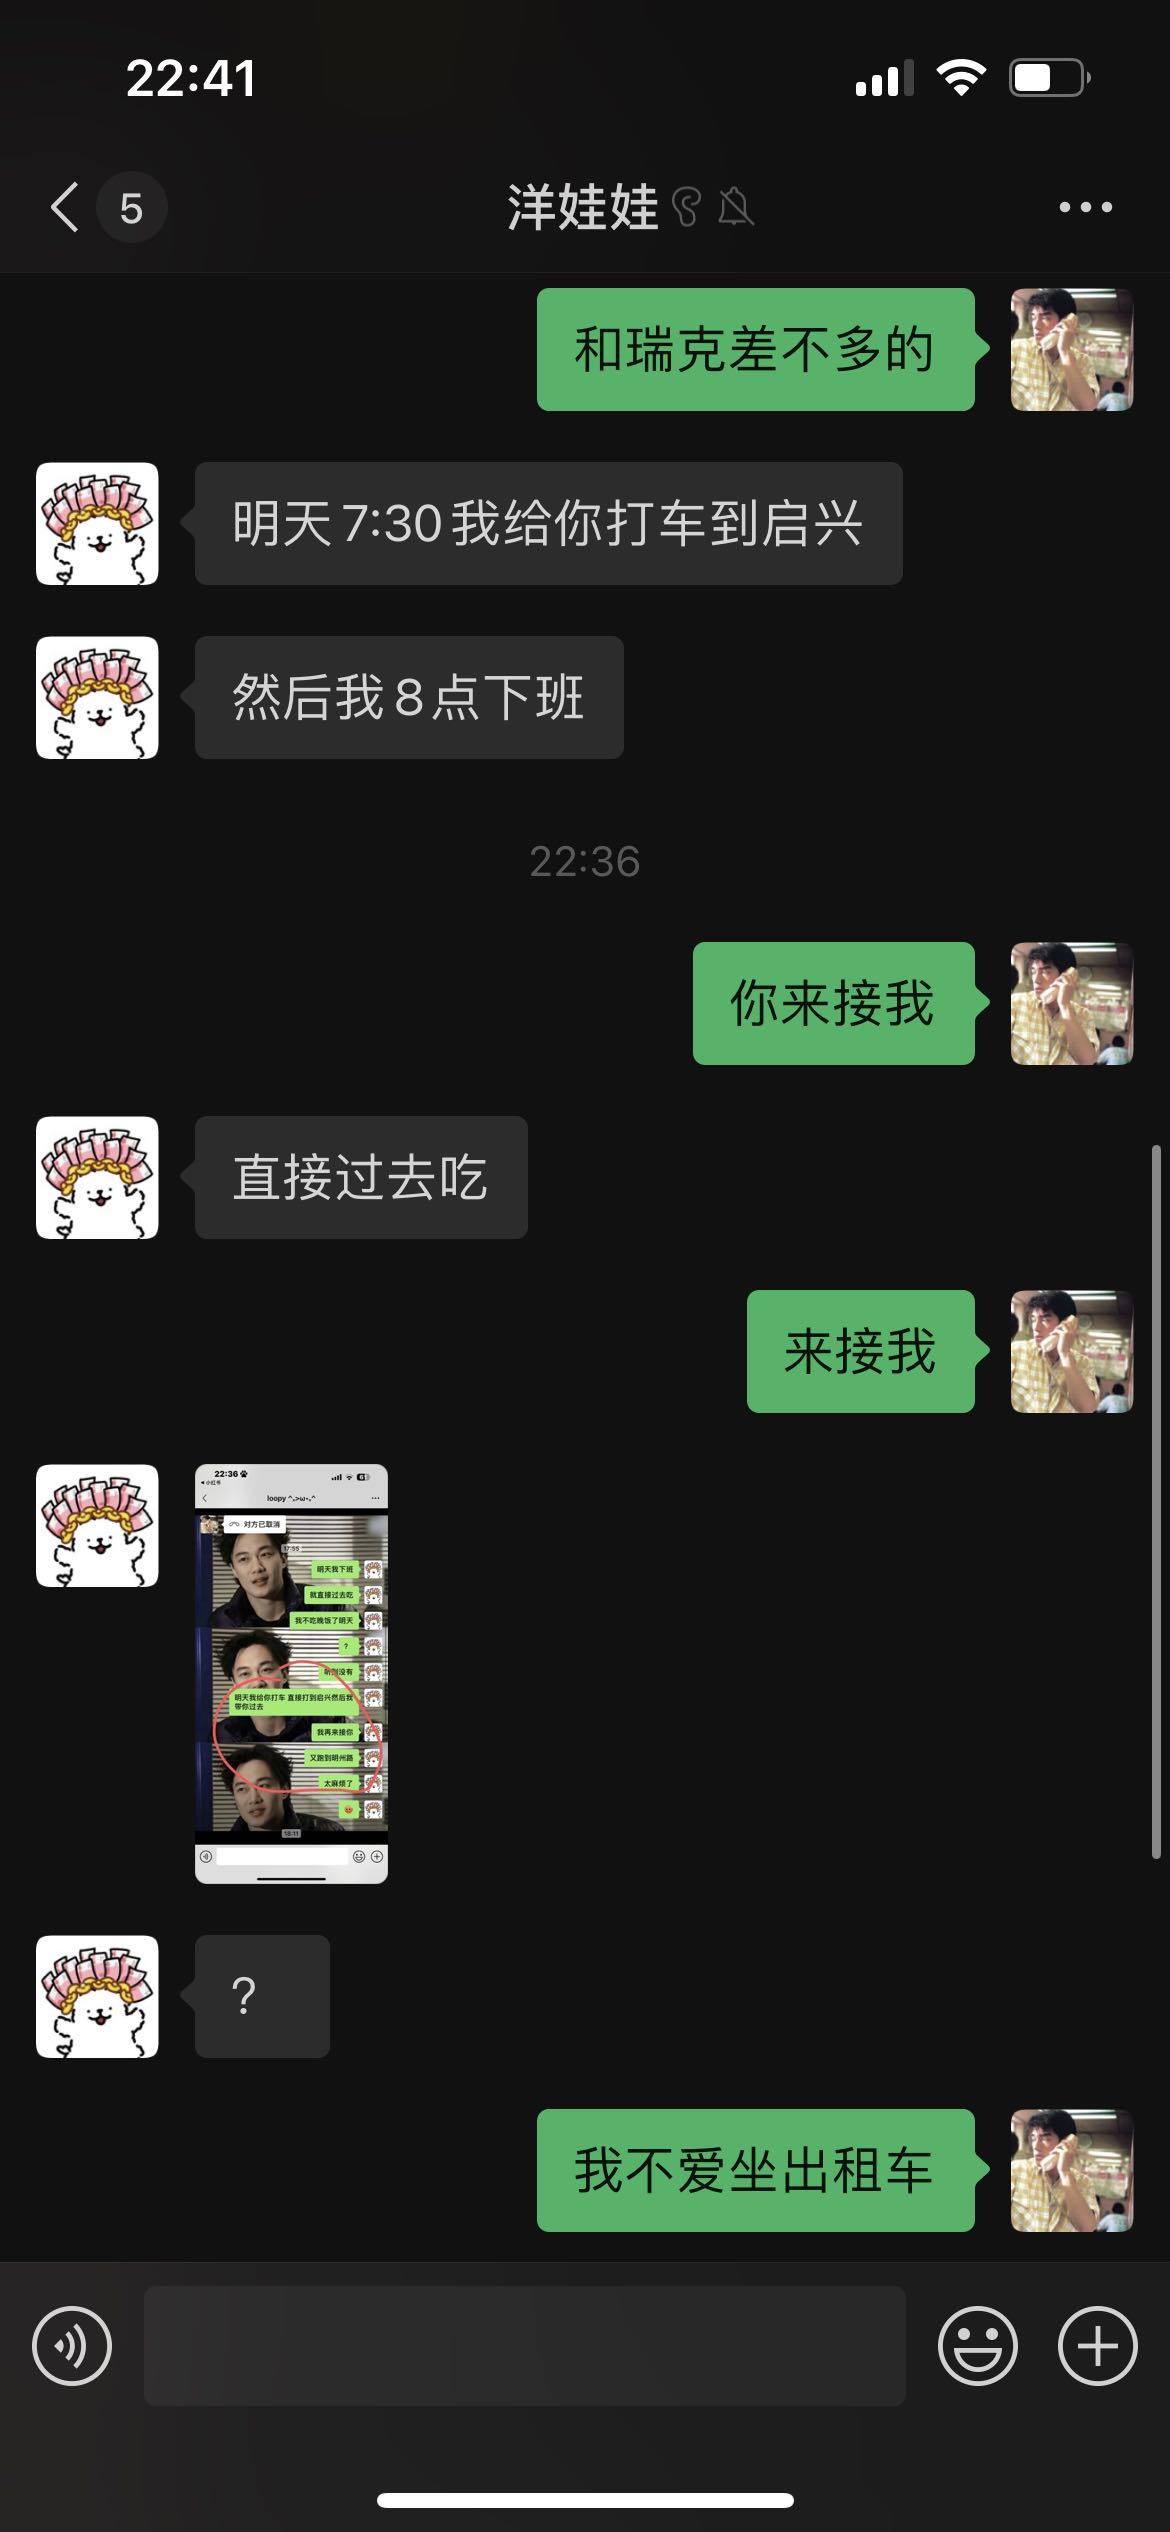 22:41
5
洋娃娃
和瑞克差不多的
明天7:30我给你打车到启兴
然后我8点下班
22:36
你来接我
直接过去吃
来接我
22:36
小红书
loopy ^｡>ω<｡^
对方已取消
17:55
明天我下班
就直接过去吃
我不吃晚饭了明天
?
听到没有
明天我给你打车 直接打到启兴然后我
带你过去
我再来接你
又跑到明州路
太麻烦了
18:11
?
我不爱坐出租车